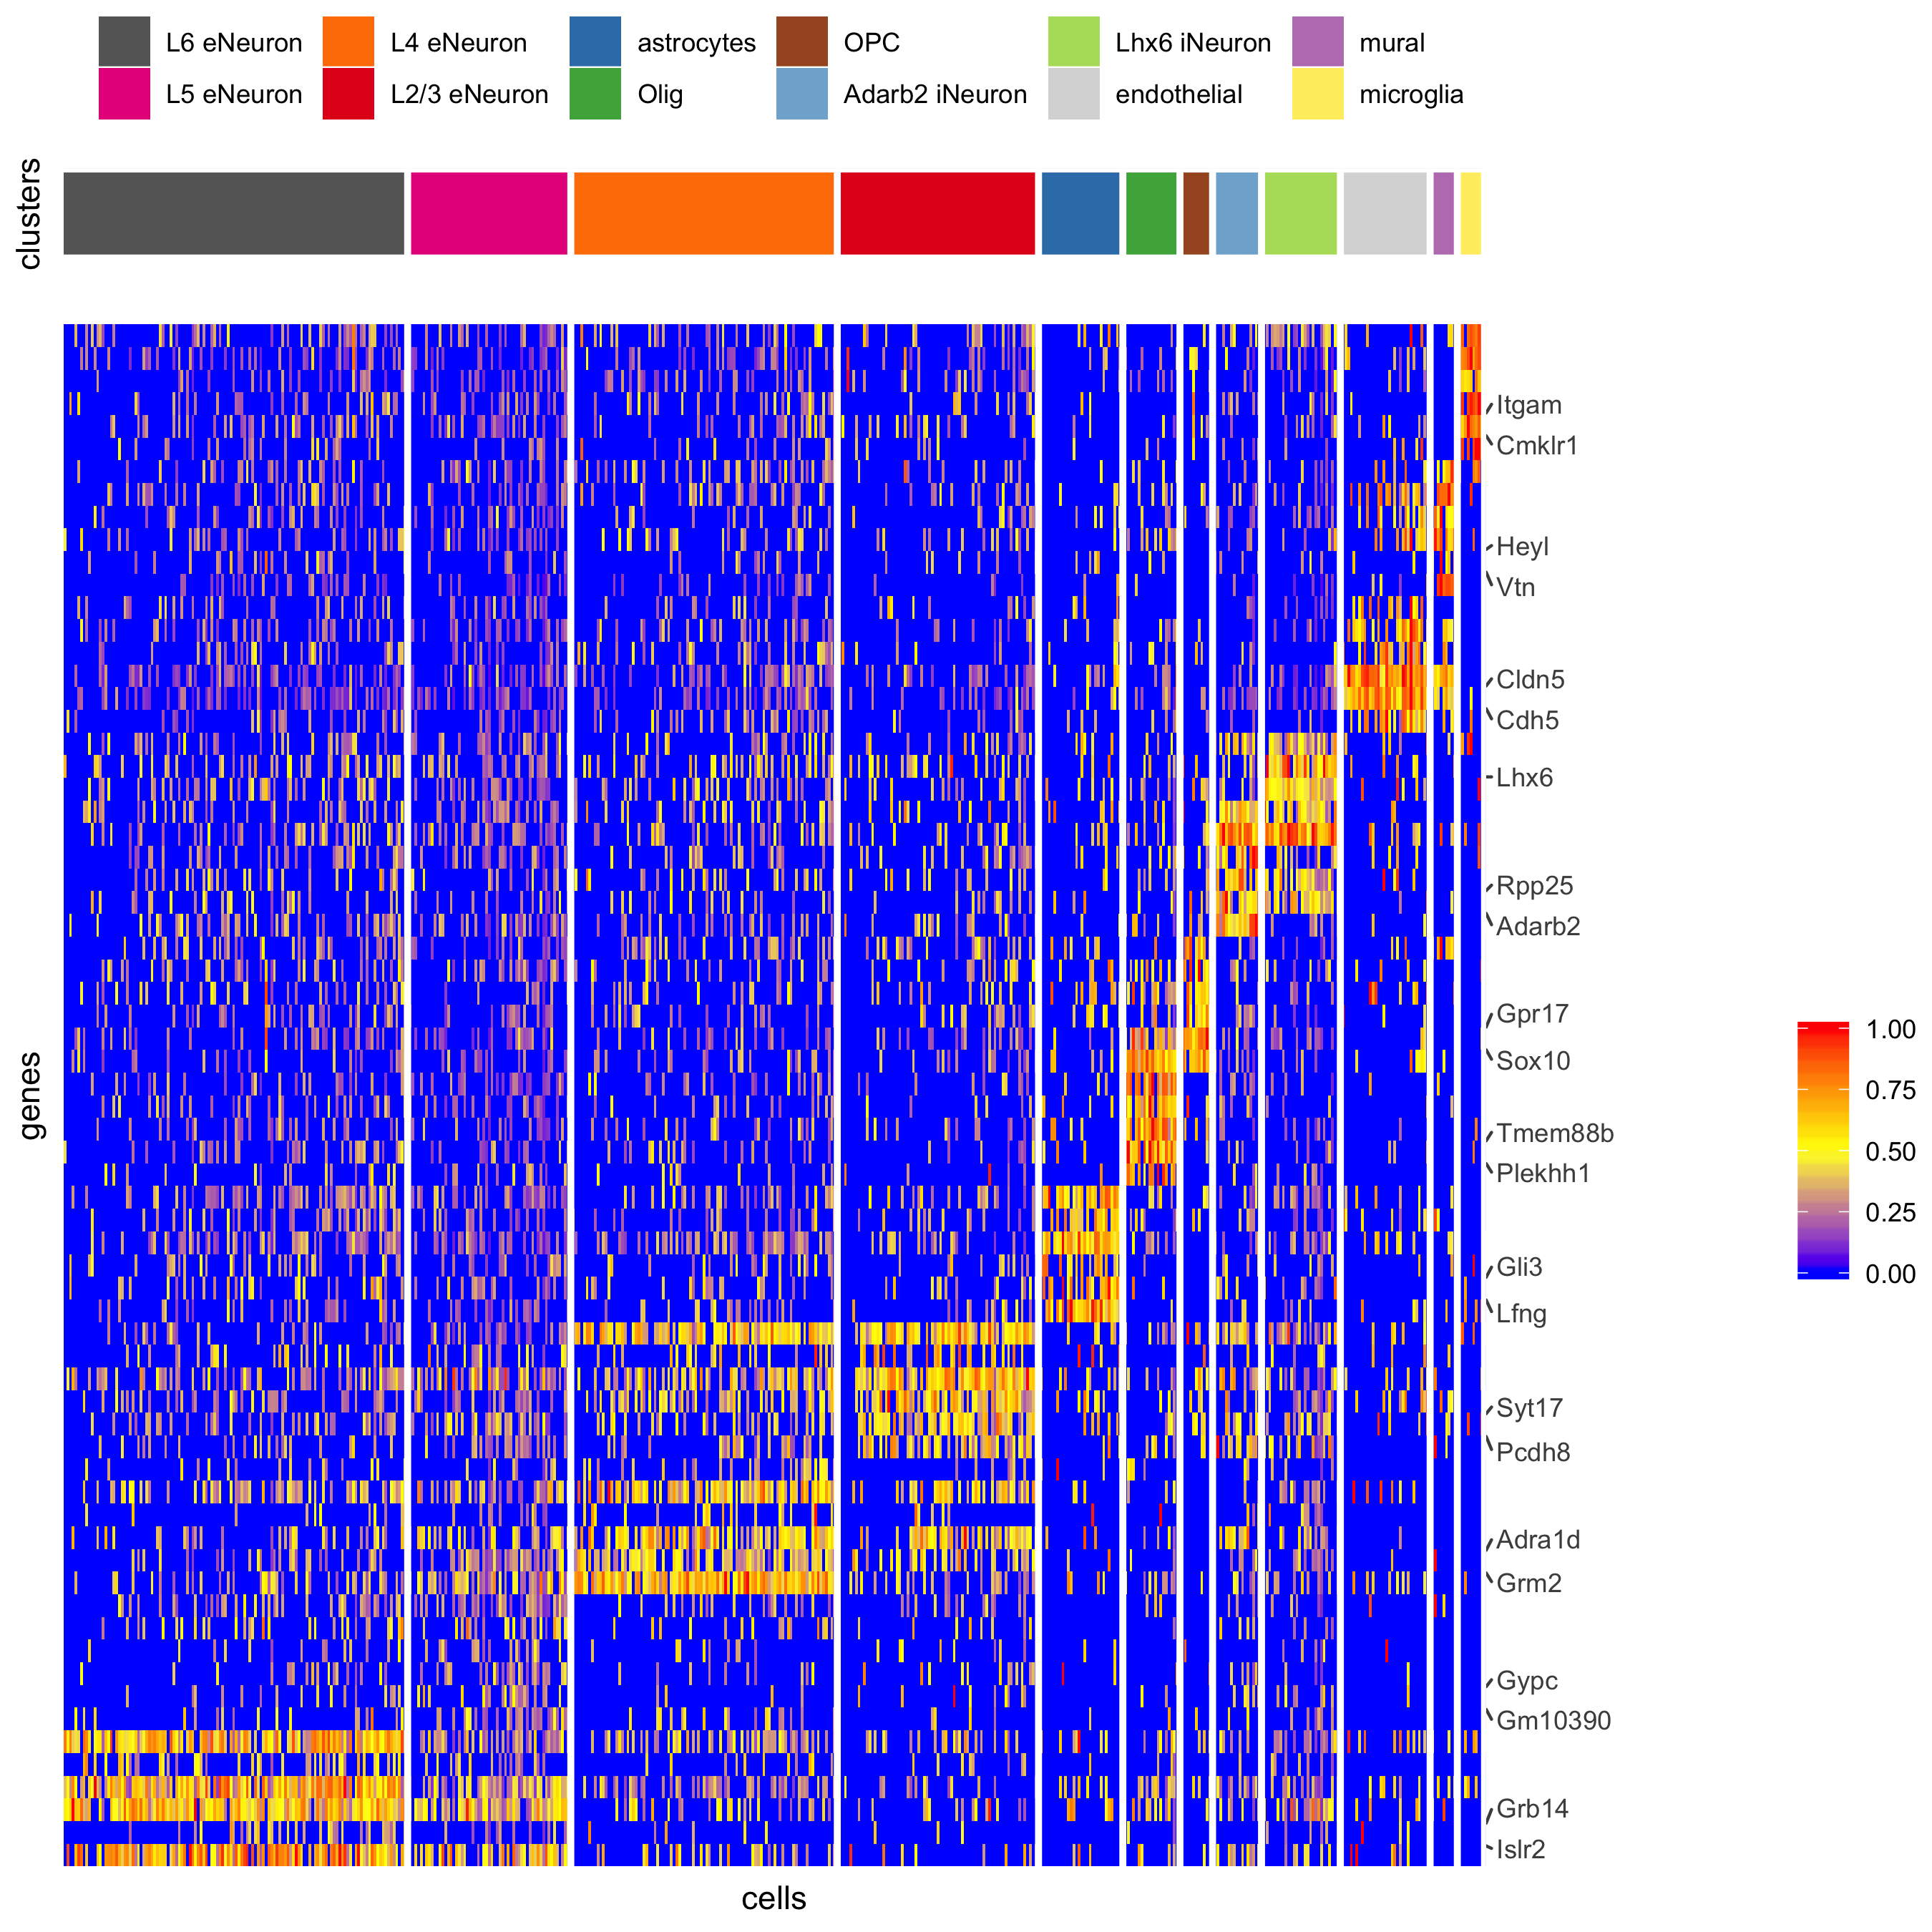 L6 eNeuron L4 eNeuron astrocytes OPC Lhx6 iNeuron mural
L5 eNeuron L2/3 eNeuron Olig Adarb2 iNeuron endothelial microglia
clusters
genes
Itgam
Cmklr1
Heyl
Vtn
Cldn5
Cdh5
Lhx6
Rpp25
Adarb2
Gpr17
Sox10
Tmem88b
Plekhh1
Gli3
Lfng
Syt17
Pcdh8
Adra1d
Grm2
Gypc
Gm10390
Grb14
Islr2
1.00
0.75
0.50
0.25
0.00
cells